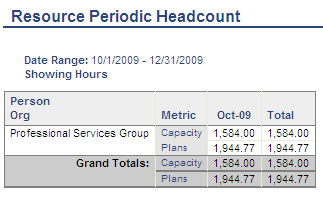 Resource Periodic Headcount
Date Range: 10/1/2009 - 12/31/2009
Showing Hours
Person
Org Metric Oct-09 Total
Professional Services Group Capacity 1,584.00 1,584.00
Plans 1,944.77 1,944.77
Grand Totals: Capacity 1,584.00 1,584.00
Plans 1,944.77 1,944.77